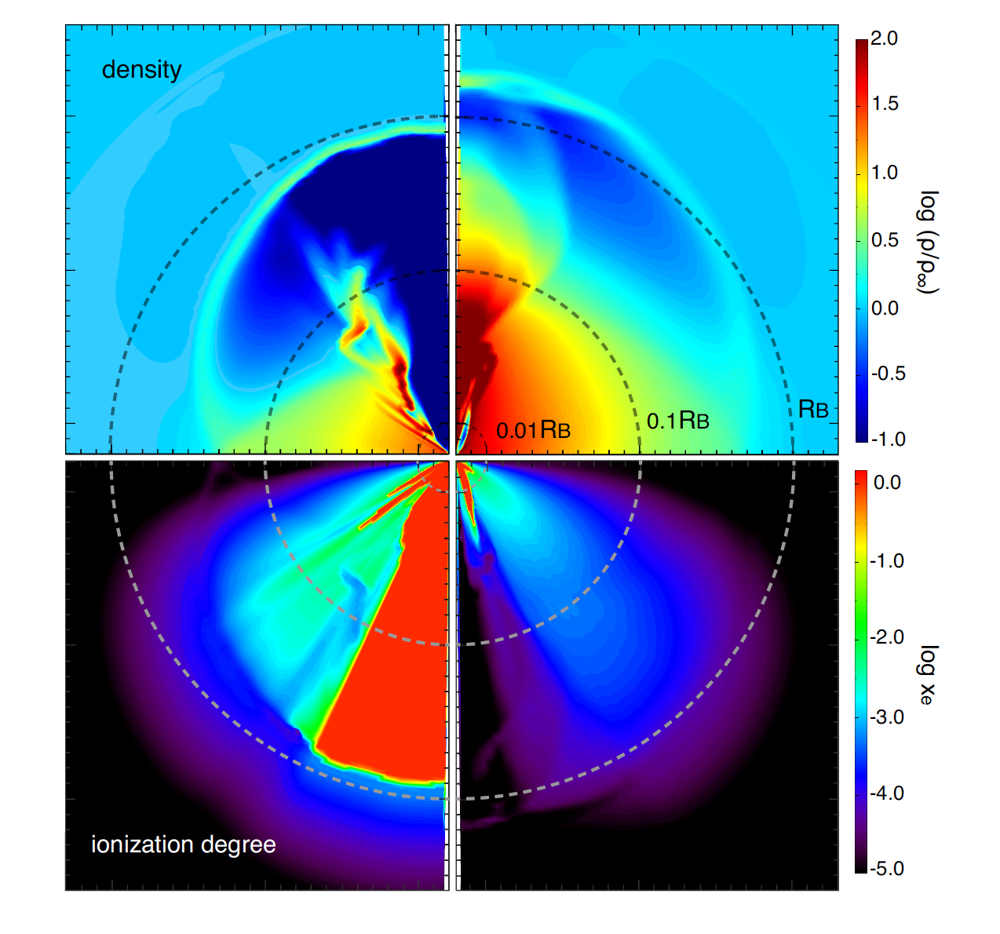 density
2.0
1.5
1.0
0.5
0.0
-0.5
-1.0
log (ρ/ρ∞)
RB
0.1RB
0.01RB
0.0
-1.0
-2.0
-3.0
-4.0
-5.0
log xe
ionization degree